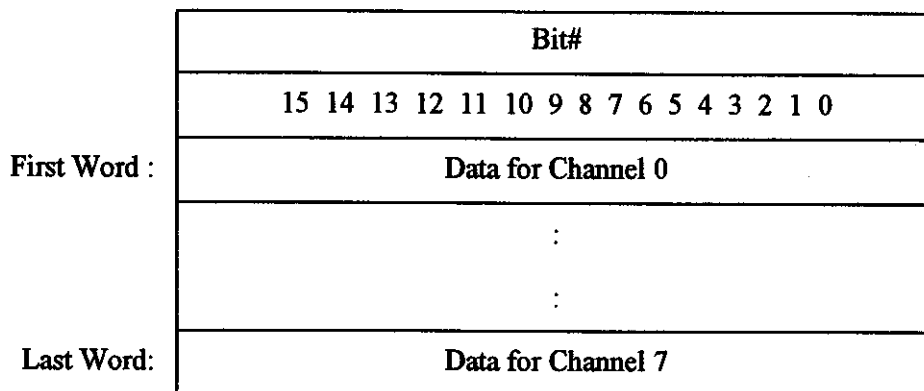 Bit#
15 14 13 12 11 10 9 8 7 6 5 4 3 2 1 0
First Word : Data for Channel 0
:
:
Last Word: Data for Channel 7